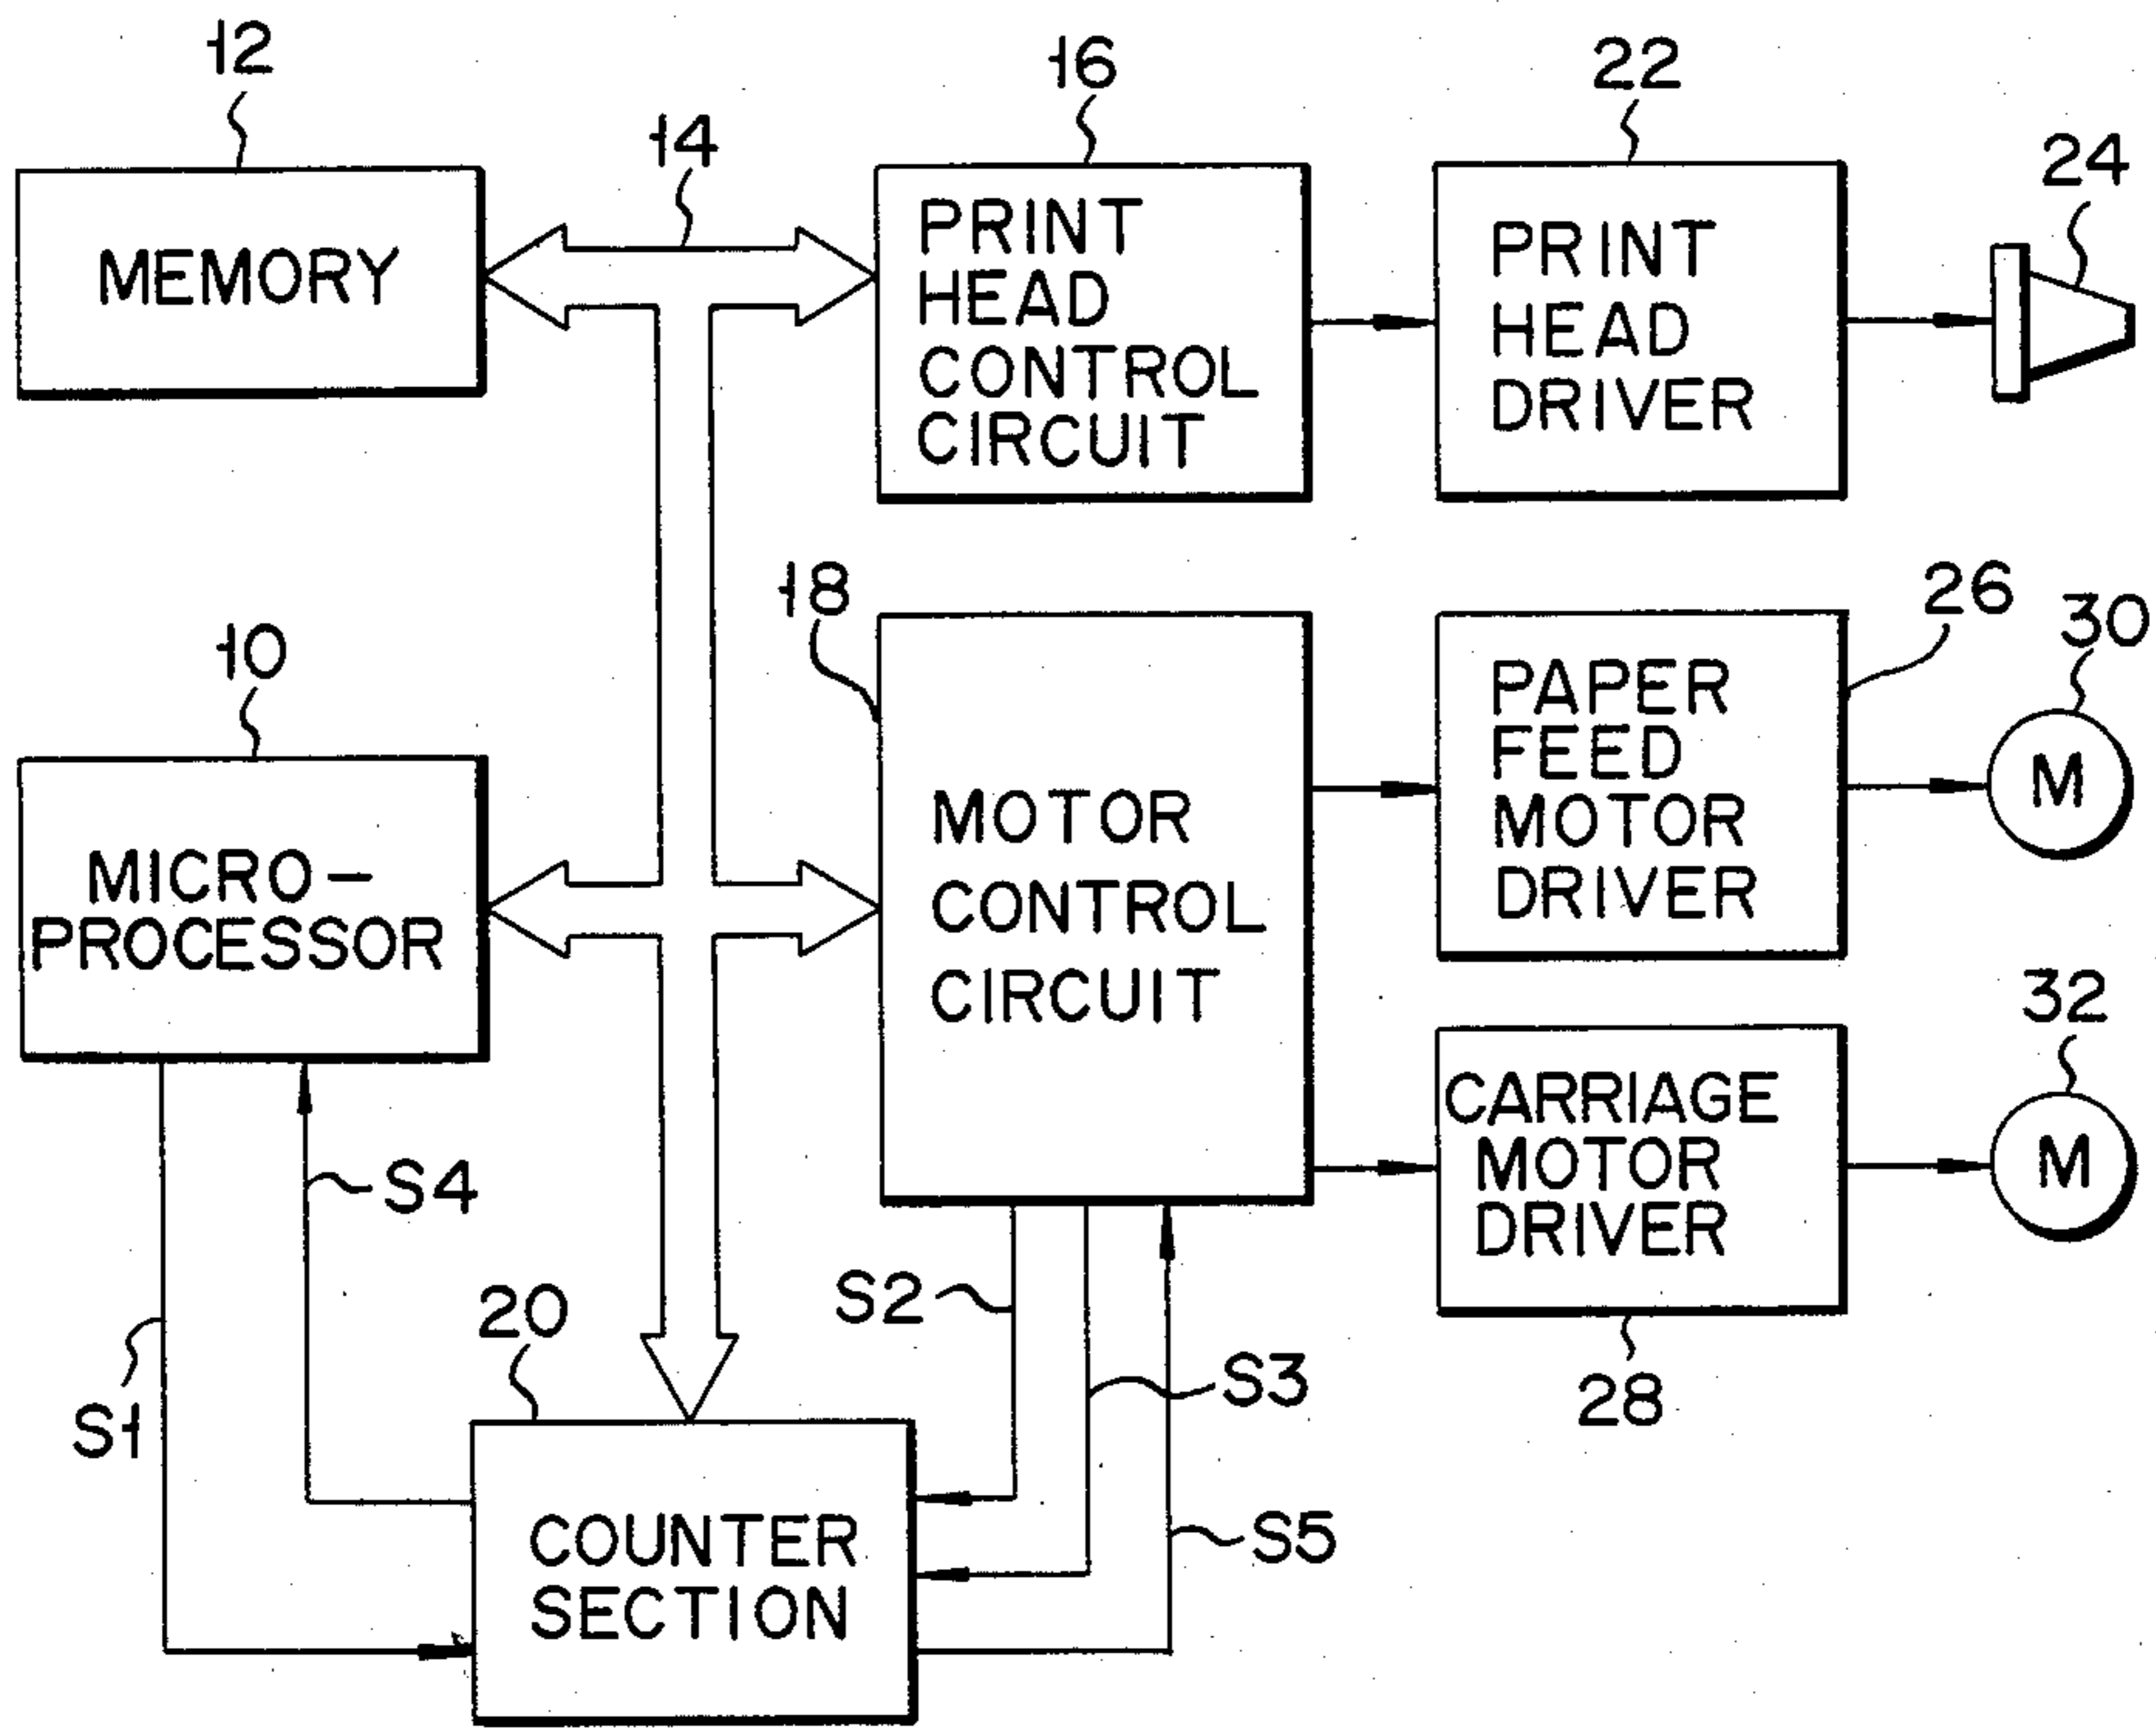 12
14
16
22
24
MEMORY
PRINT
HEAD
CONTROL
CIRCUIT
PRINT
HEAD
DRIVER
10
18
26
30
MICRO-
PROCESSOR
MOTOR
CONTROL
CIRCUIT
PAPER
FEED
MOTOR
DRIVER
M
32
CARRIAGE
MOTOR
DRIVER
M
28
S4
S1
20
S2
S3
S5
COUNTER
SECTION